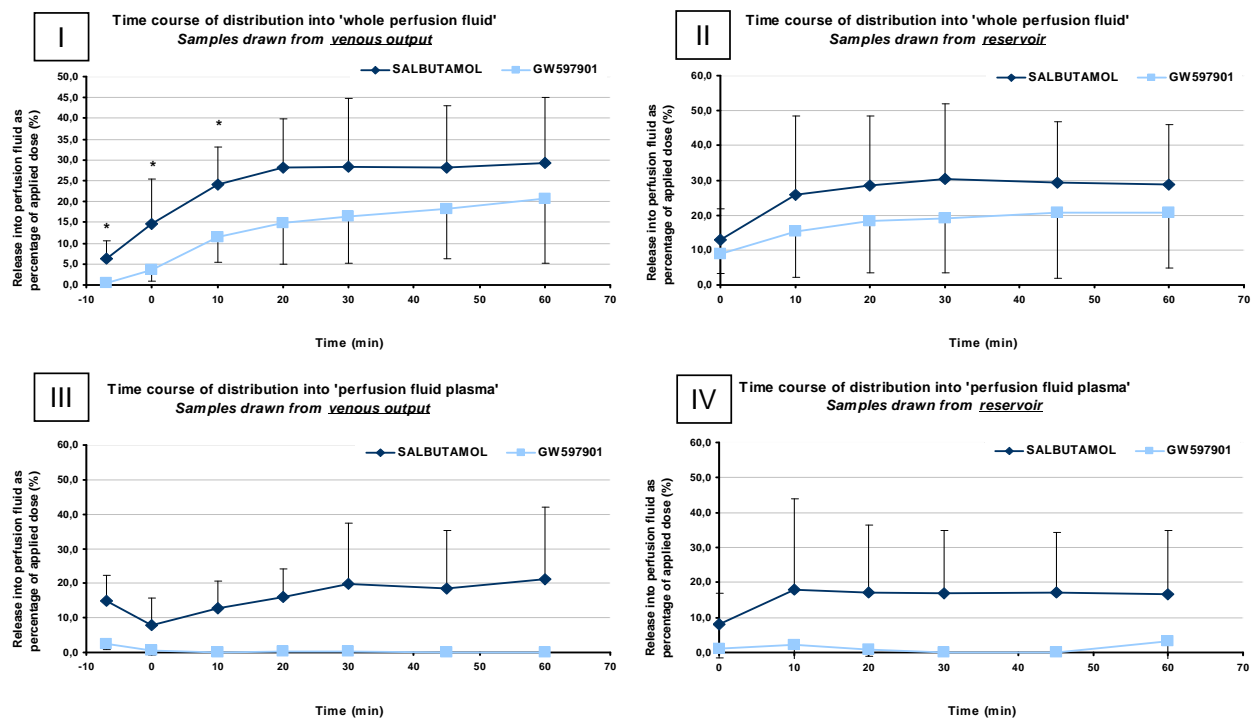 I
Time course of distribution into 'whole perfusion fluid'
Samples drawn from venous output
SALBUTAMOL
GW597901
Release into perfusion fluid as
percentage of applied dose (%)
50,0
45,0
40,0
35,0
30,0
25,0
20,0
15,0
10,0
5,0
0,0
*
*
*
-10
0
10
20
30
40
50
60
70
Time (min)
II
Time course of distribution into 'whole perfusion fluid'
Samples drawn from reservoir
SALBUTAMOL
GW597901
Release into perfusion fluid as
percentage of applied dose (%)
60,0
50,0
40,0
30,0
20,0
10,0
0,0
0
10
20
30
40
50
60
70
Time (min)
III
Time course of distribution into 'perfusion fluid plasma'
Samples drawn from venous output
SALBUTAMOL
GW597901
Release into perfusion fluid as
percentage of applied dose (%)
60,0
50,0
40,0
30,0
20,0
10,0
0,0
-10
0
10
20
30
40
50
60
70
Time (min)
IV
Time course of distribution into 'perfusion fluid plasma'
Samples drawn from reservoir
SALBUTAMOL
GW597901
Release into perfusion fluid as
percentage of applied dose (%)
60,0
50,0
40,0
30,0
20,0
10,0
0,0
0
10
20
30
40
50
60
70
Time (min)